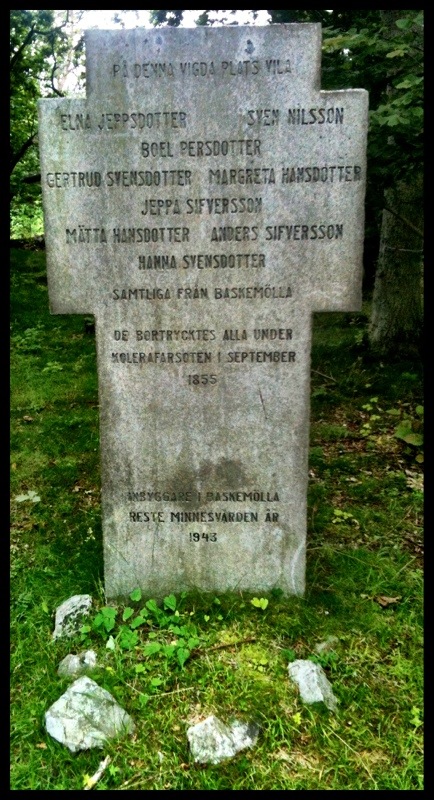 PÅ DENNA VIGDA PLATS VILA
ELNA JEPPSDOTTER SVEN NILSSON
BOEL PERSDOTTER
GERTRUD SVENSDOTTER MARGRETA HANSDOTTER
JEPPA SIFVERSSON
MÄTTA HANSDOTTER ANDERS SIFVERSSON
HANNA SVENSDOTTER
SAMTLIGA FRÅN BASKEMÖLLA
DE BORTRYCKTES ALLA UNDER
KOLERAFARSOTEN I SEPTEMBER
1855
INBYGGARE I BASKEMÖLLA
RESTE MINNESVÅRDEN ÅR
1943